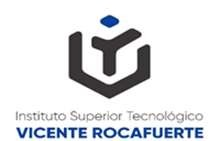 Instituto Superior Tecnológico
VICENTE ROCAFUERTE